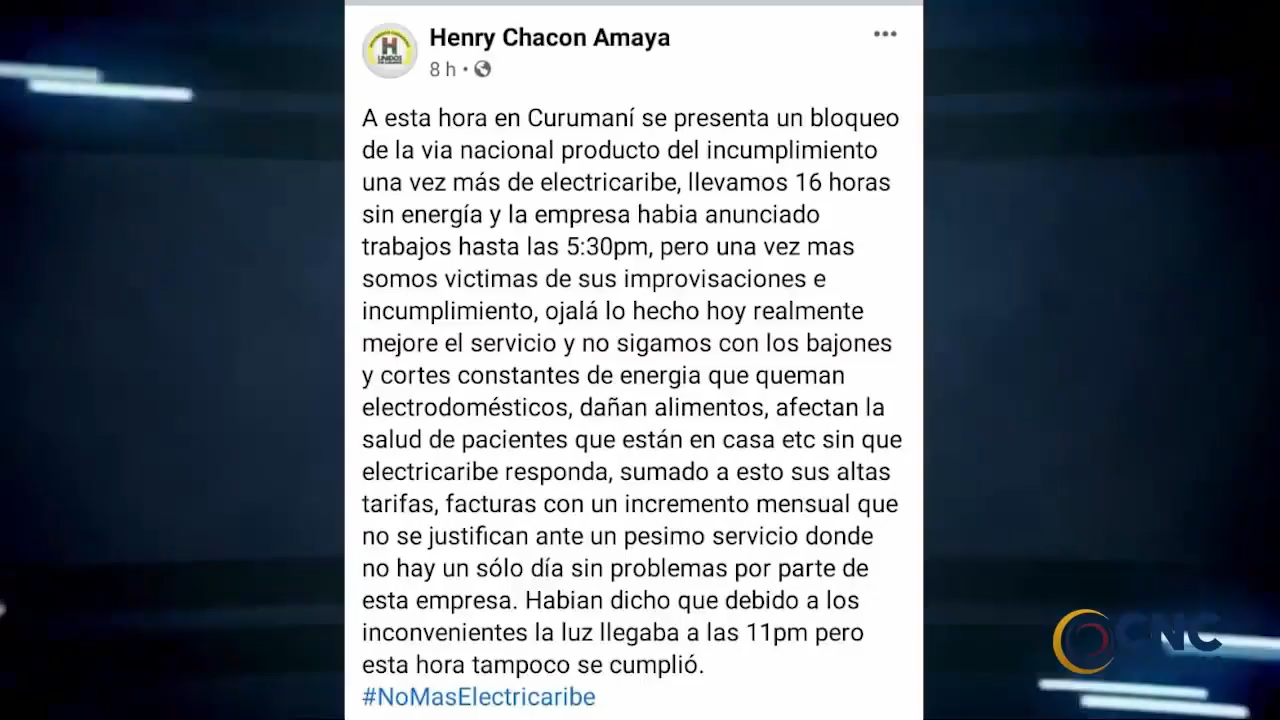 Henry Chacon Amaya
8 h
A esta hora en Curumaní se presenta un bloqueo
de la via nacional producto del incumplimiento
una vez más de electricaribe, llevamos 16 horas
sin energía y la empresa habia anunciado
trabajos hasta las 5:30pm, pero una vez mas
somos victimas de sus improvisaciones e
incumplimiento, ojalá lo hecho hoy realmente
mejore el servicio y no sigamos con los bajones
y cortes constantes de energia que queman
electrodomésticos, dañan alimentos, afectan la
salud de pacientes que están en casa etc sin que
electricaribe responda, sumado a esto sus altas
tarifas, facturas con un incremento mensual que
no se justifican ante un pesimo servicio donde
no hay un sólo día sin problemas por parte de
esta empresa. Habian dicho que debido a los
inconvenientes la luz llegaba a las 11pm pero
esta hora tampoco se cumplió.
#NoMasElectricaribe
H
UNIDOS
CNC